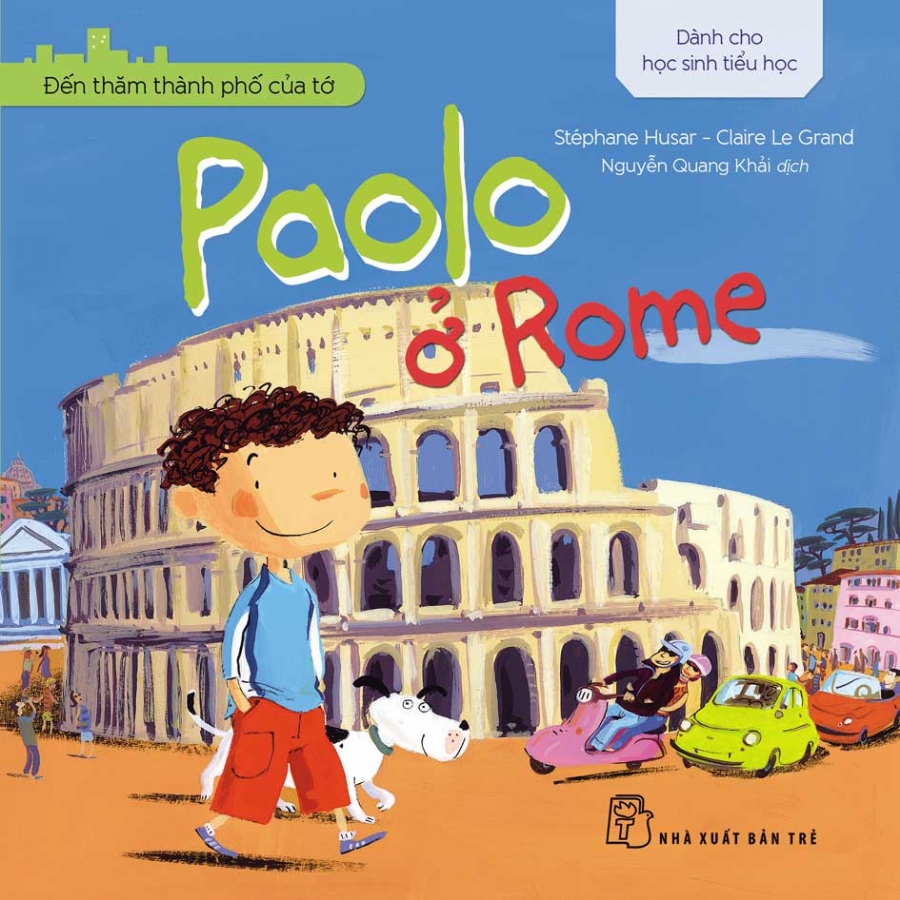 Đến thăm thành phố của tớ
Dành cho
học sinh tiểu học
Stéphane Husar – Claire Le Grand
Nguyễn Quang Khải dịch
Paolo
ở Rome
T
NHÀ XUẤT BẢN TRẺ